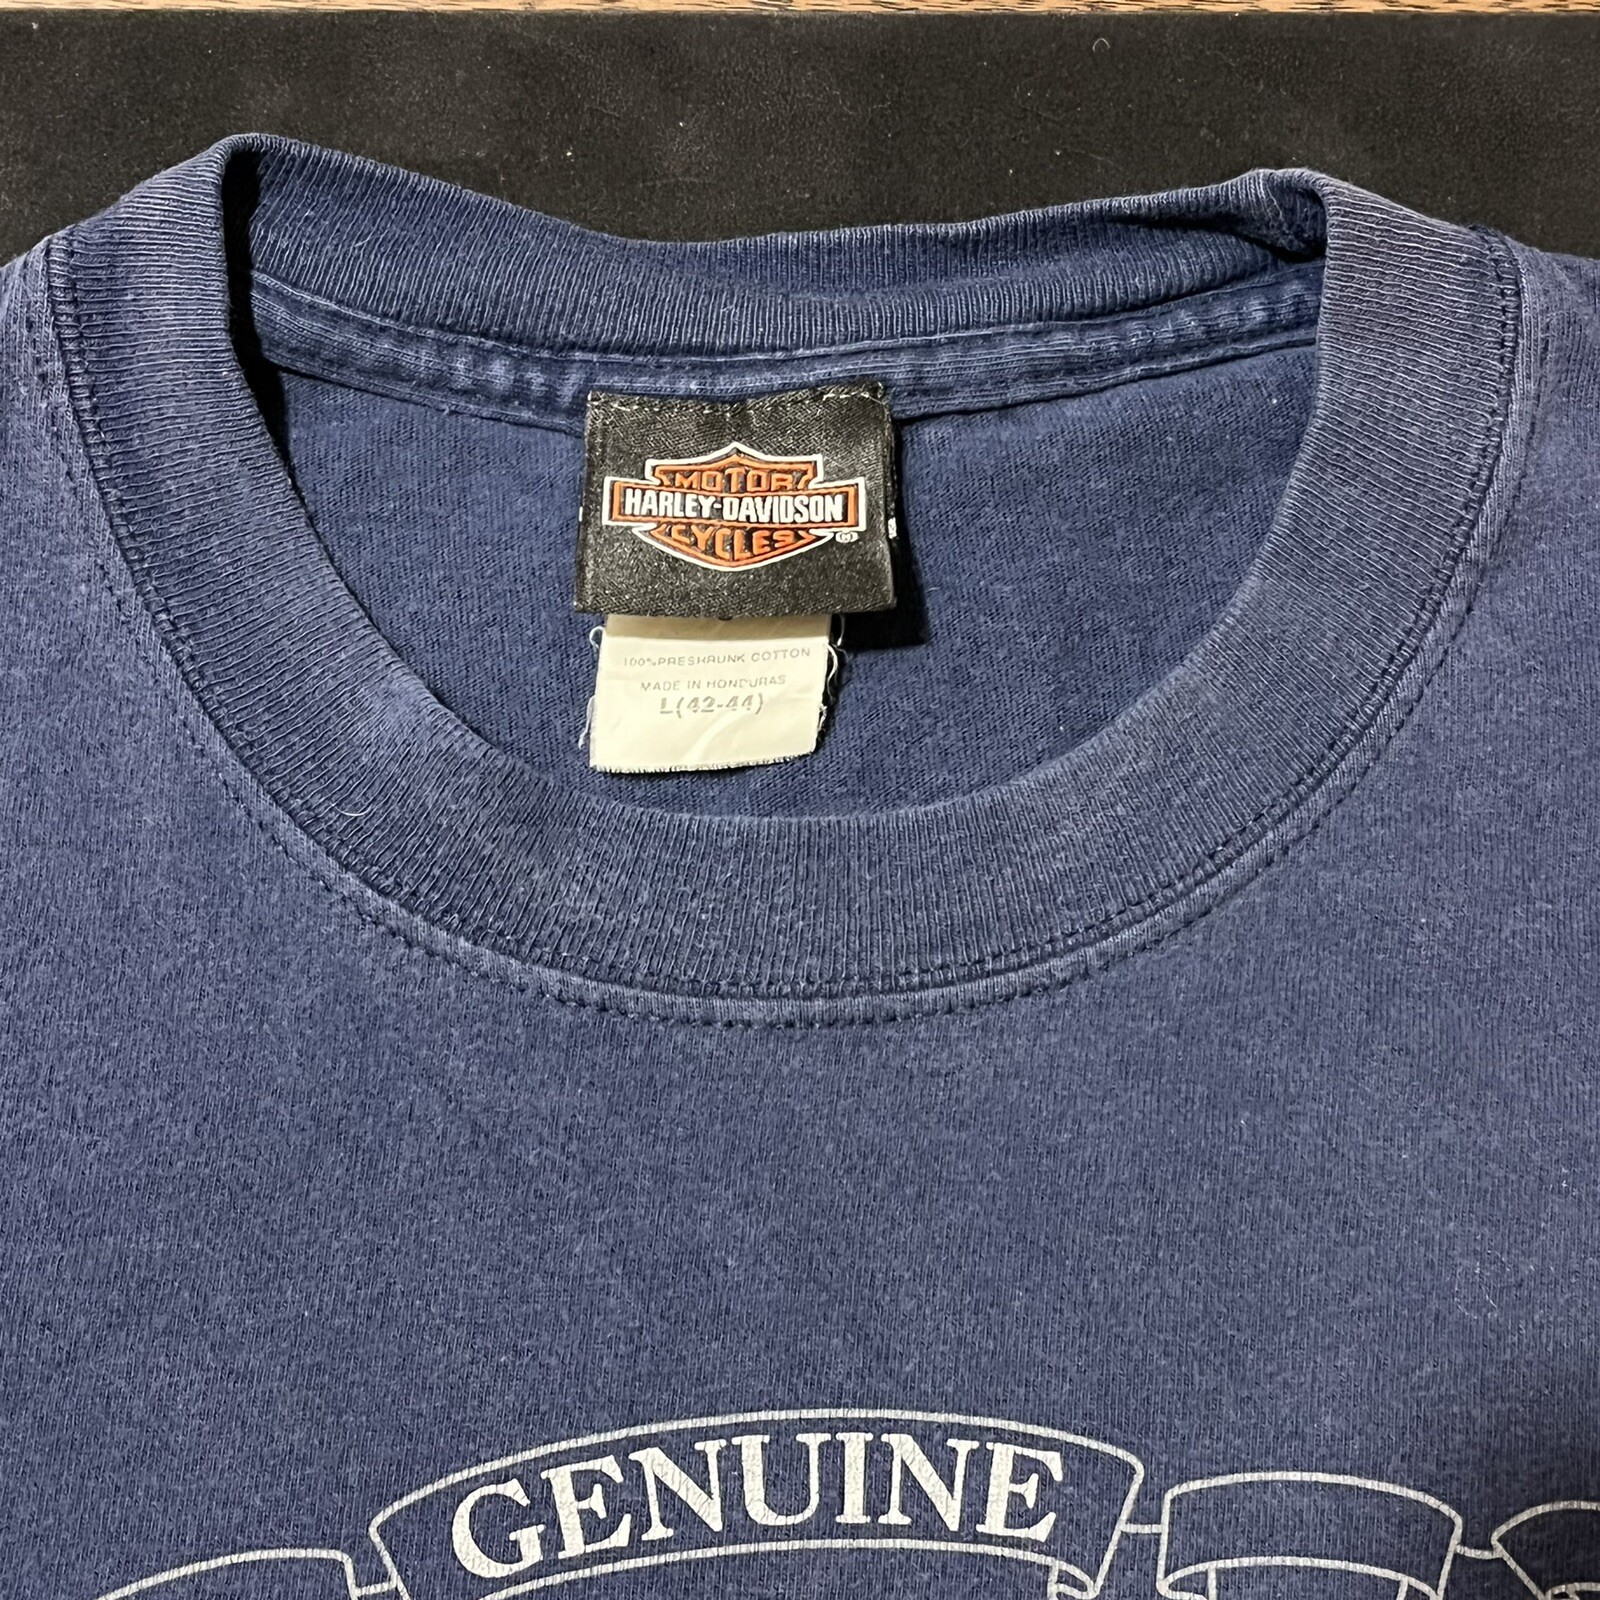 MOTOR
HARLEY-DAVIDSON
CYCLES
100% PRESHRUNK COTTON
MADE IN HONDURAS
L(42-44)
GENUINE